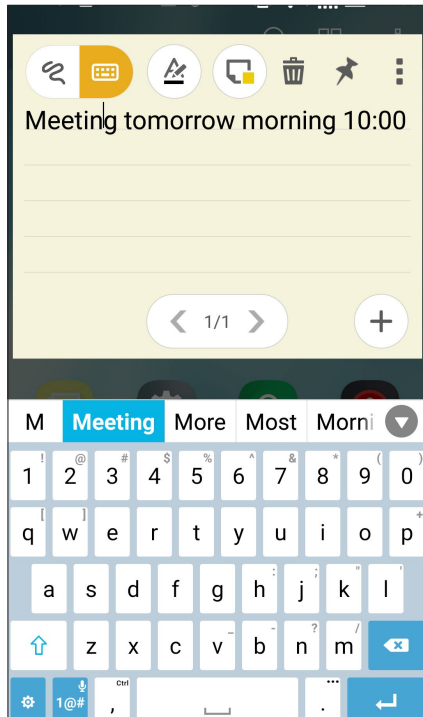 Meeting tomorrow morning 10:00
1/1
M Meeting More Most Morni
! @ # $ % ^ & * ( )
1 2 3 4 5 6 7 8 9 0
[ ] +
q w e r t y u i o p
: ; " '
a s d f g h j k l
_ - ? /
z x c v b n m
Ctrl ...
1@# , .